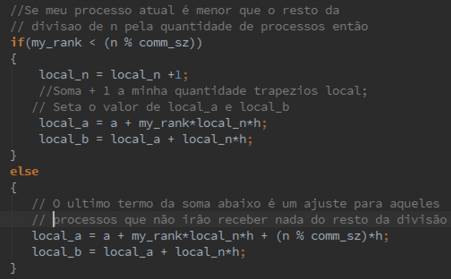 //Se meu processo atual é menor que o resto da
// divisao de n pela quantidade de processos então
if(my_rank < (n % comm_sz))
{
local_n = local_n +1;
//Soma + 1 a minha quantidade trapezios local;
// Seta o valor de local_a e local_b
local_a = a + my_rank*local_n*h;
local_b = local_a + local_n*h;
}
else
{
// O ultimo termo da soma abaixo é um ajuste para aqueles
// processos que não irão receber nada do resto da divisão
local_a = a + my_rank*local_n*h + (n % comm_sz)*h;
local_b = local_a + local_n*h;
}